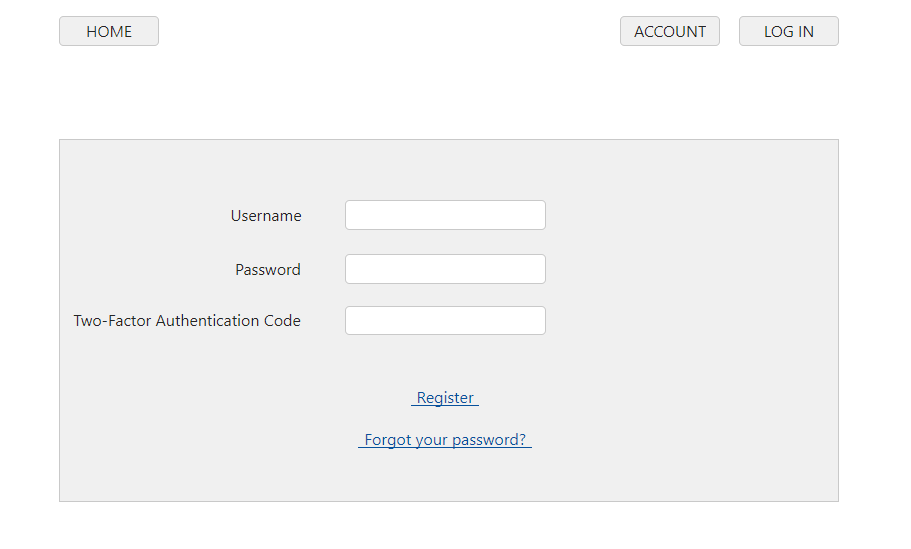 HOME ACCOUNT LOG IN
Username
Password
Two-Factor Authentication Code
Register
Forgot your password?